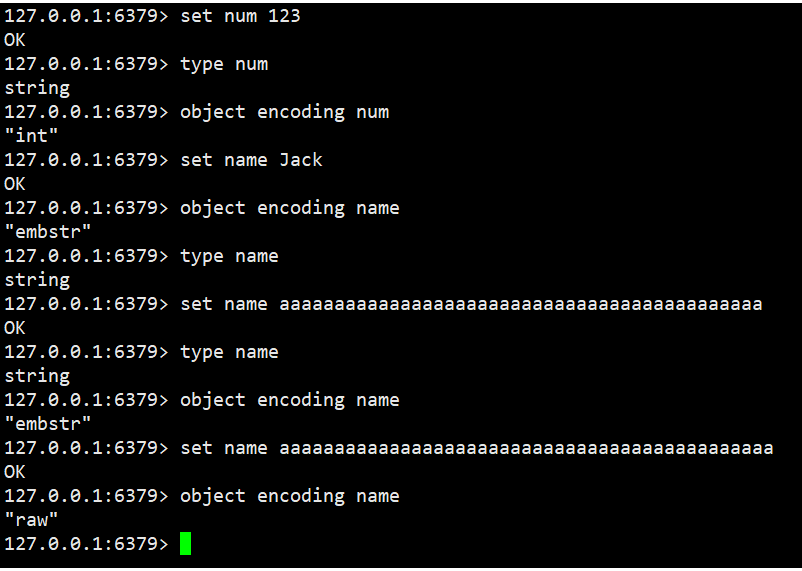 127.0.0.1:6379> set num 123
OK
127.0.0.1:6379> type num
string
127.0.0.1:6379> object encoding num
"int"
127.0.0.1:6379> set name Jack
OK
127.0.0.1:6379> object encoding name
"embstr"
127.0.0.1:6379> type name
string
127.0.0.1:6379> set name aaaaaaaaaaaaaaaaaaaaaaaaaaaaaaaaaaaaaaaaaaaa
OK
127.0.0.1:6379> type name
string
127.0.0.1:6379> object encoding name
"embstr"
127.0.0.1:6379> set name aaaaaaaaaaaaaaaaaaaaaaaaaaaaaaaaaaaaaaaaaaaaa
OK
127.0.0.1:6379> object encoding name
"raw"
127.0.0.1:6379>